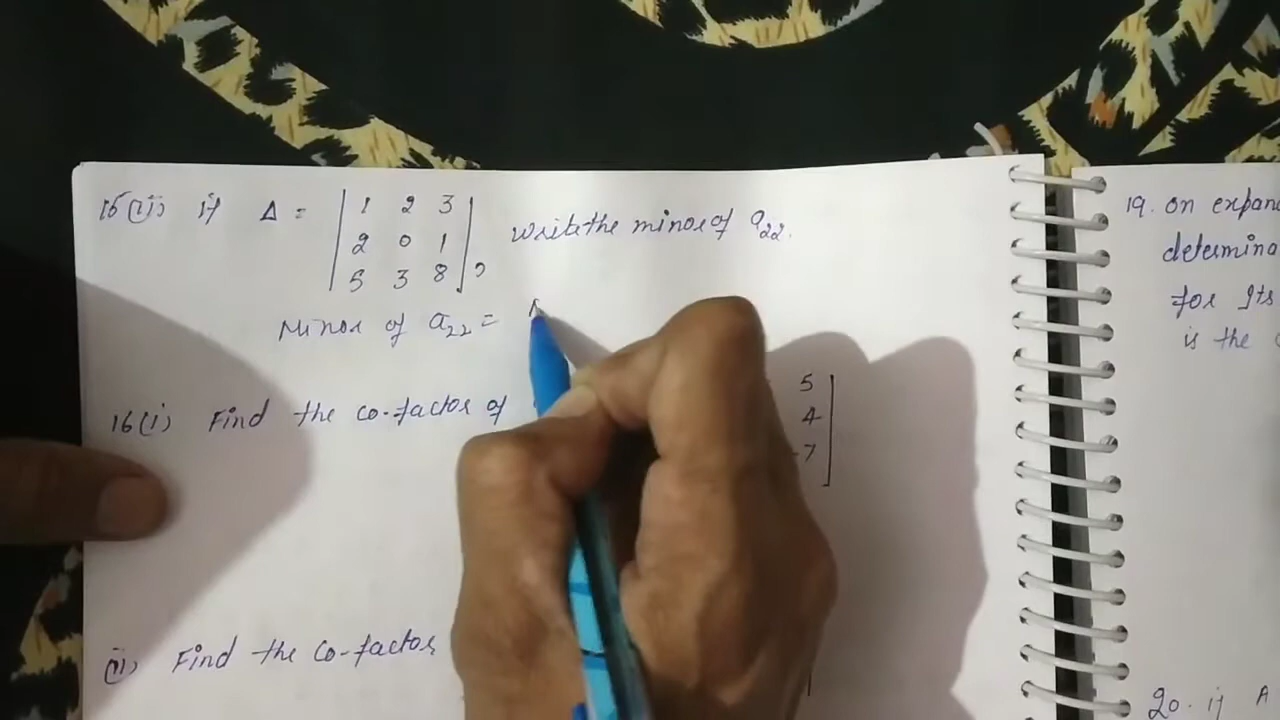 15(ii) if Δ = | 1 2 3 | write the minor of a22.
| 2 0 1 |
| 5 3 8 | ,
Minor of a22 =
16(i) Find the co-factor of
5
4
-7
(ii) Find the co-factor
19. on expan
determina
for its
is the
20. if A